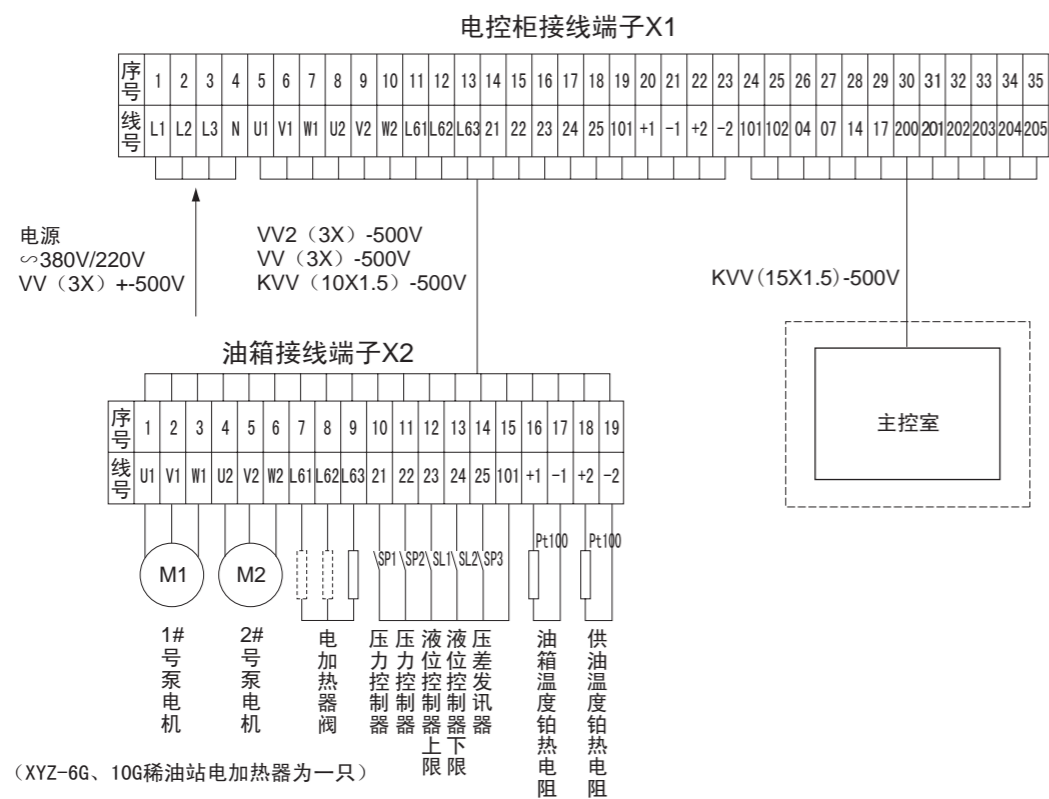 电控柜接线端子X1
序号 1 2 3 4 5 6 7 8 9 10 11 12 13 14 15 16 17 18 19 20 21 22 23 24 25 26 27 28 29 30 31 32 33 34 35
线号 L1 L2 L3 N U1 V1 W1 U2 V2 W2 L61 L62 L63 21 22 23 24 25 101 +1 -1 +2 -2 101 102 04 07 14 17 200 201 202 203 204 205
电源
∽380V/220V
VV（3X）+-500V
VV2（3X）-500V
VV（3X）-500V
KVV（10X1.5）-500V
KVV（15X1.5）-500V
主控室
油箱接线端子X2
序号 1 2 3 4 5 6 7 8 9 10 11 12 13 14 15 16 17 18 19
线号 U1 V1 W1 U2 V2 W2 L61 L62 L63 21 22 23 24 25 101 +1 -1 +2 -2
M1
M2
SP1
SP2
SL1
SL2
SP3
Pt100
Pt100
1#号泵电机
2#号泵电机
电加热器阀
压力控制器
压力控制器
液位控制器上限
液位控制器下限
压差发讯器
油箱温度铂热电阻
供油温度铂热电阻
（XYZ-6G、10G稀油站电加热器为一只）